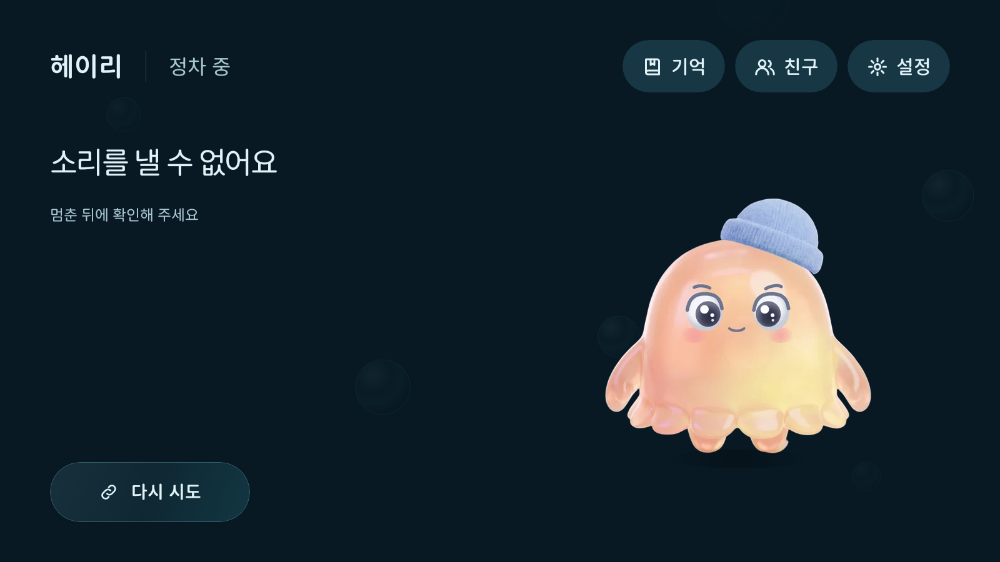 헤이리
정차 중
기억
친구
설정
소리를 낼 수 없어요
멈춘 뒤에 확인해 주세요
다시 시도